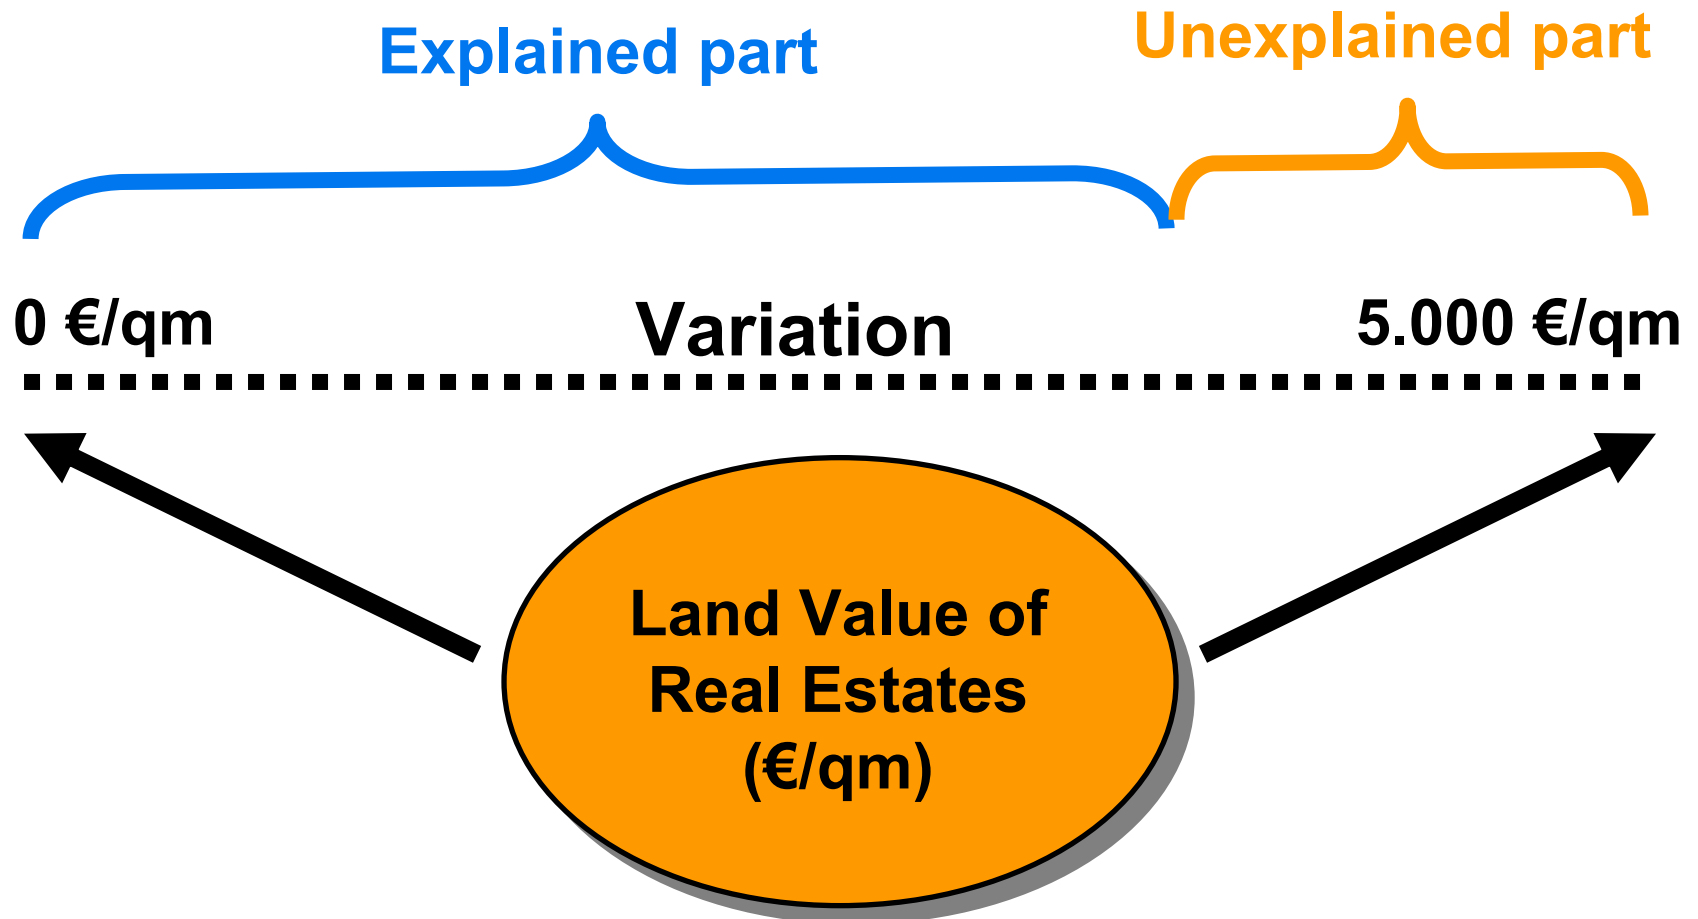 Explained part
Unexplained part
0 €/qm
Variation
5.000 €/qm
Land Value of
Real Estates
(€/qm)